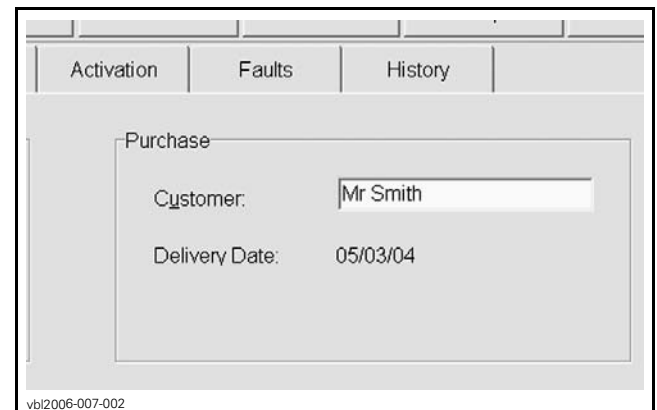 Activation Faults History
Purchase
Customer: Mr Smith
Delivery Date: 05/03/04
vbl2006-007-002